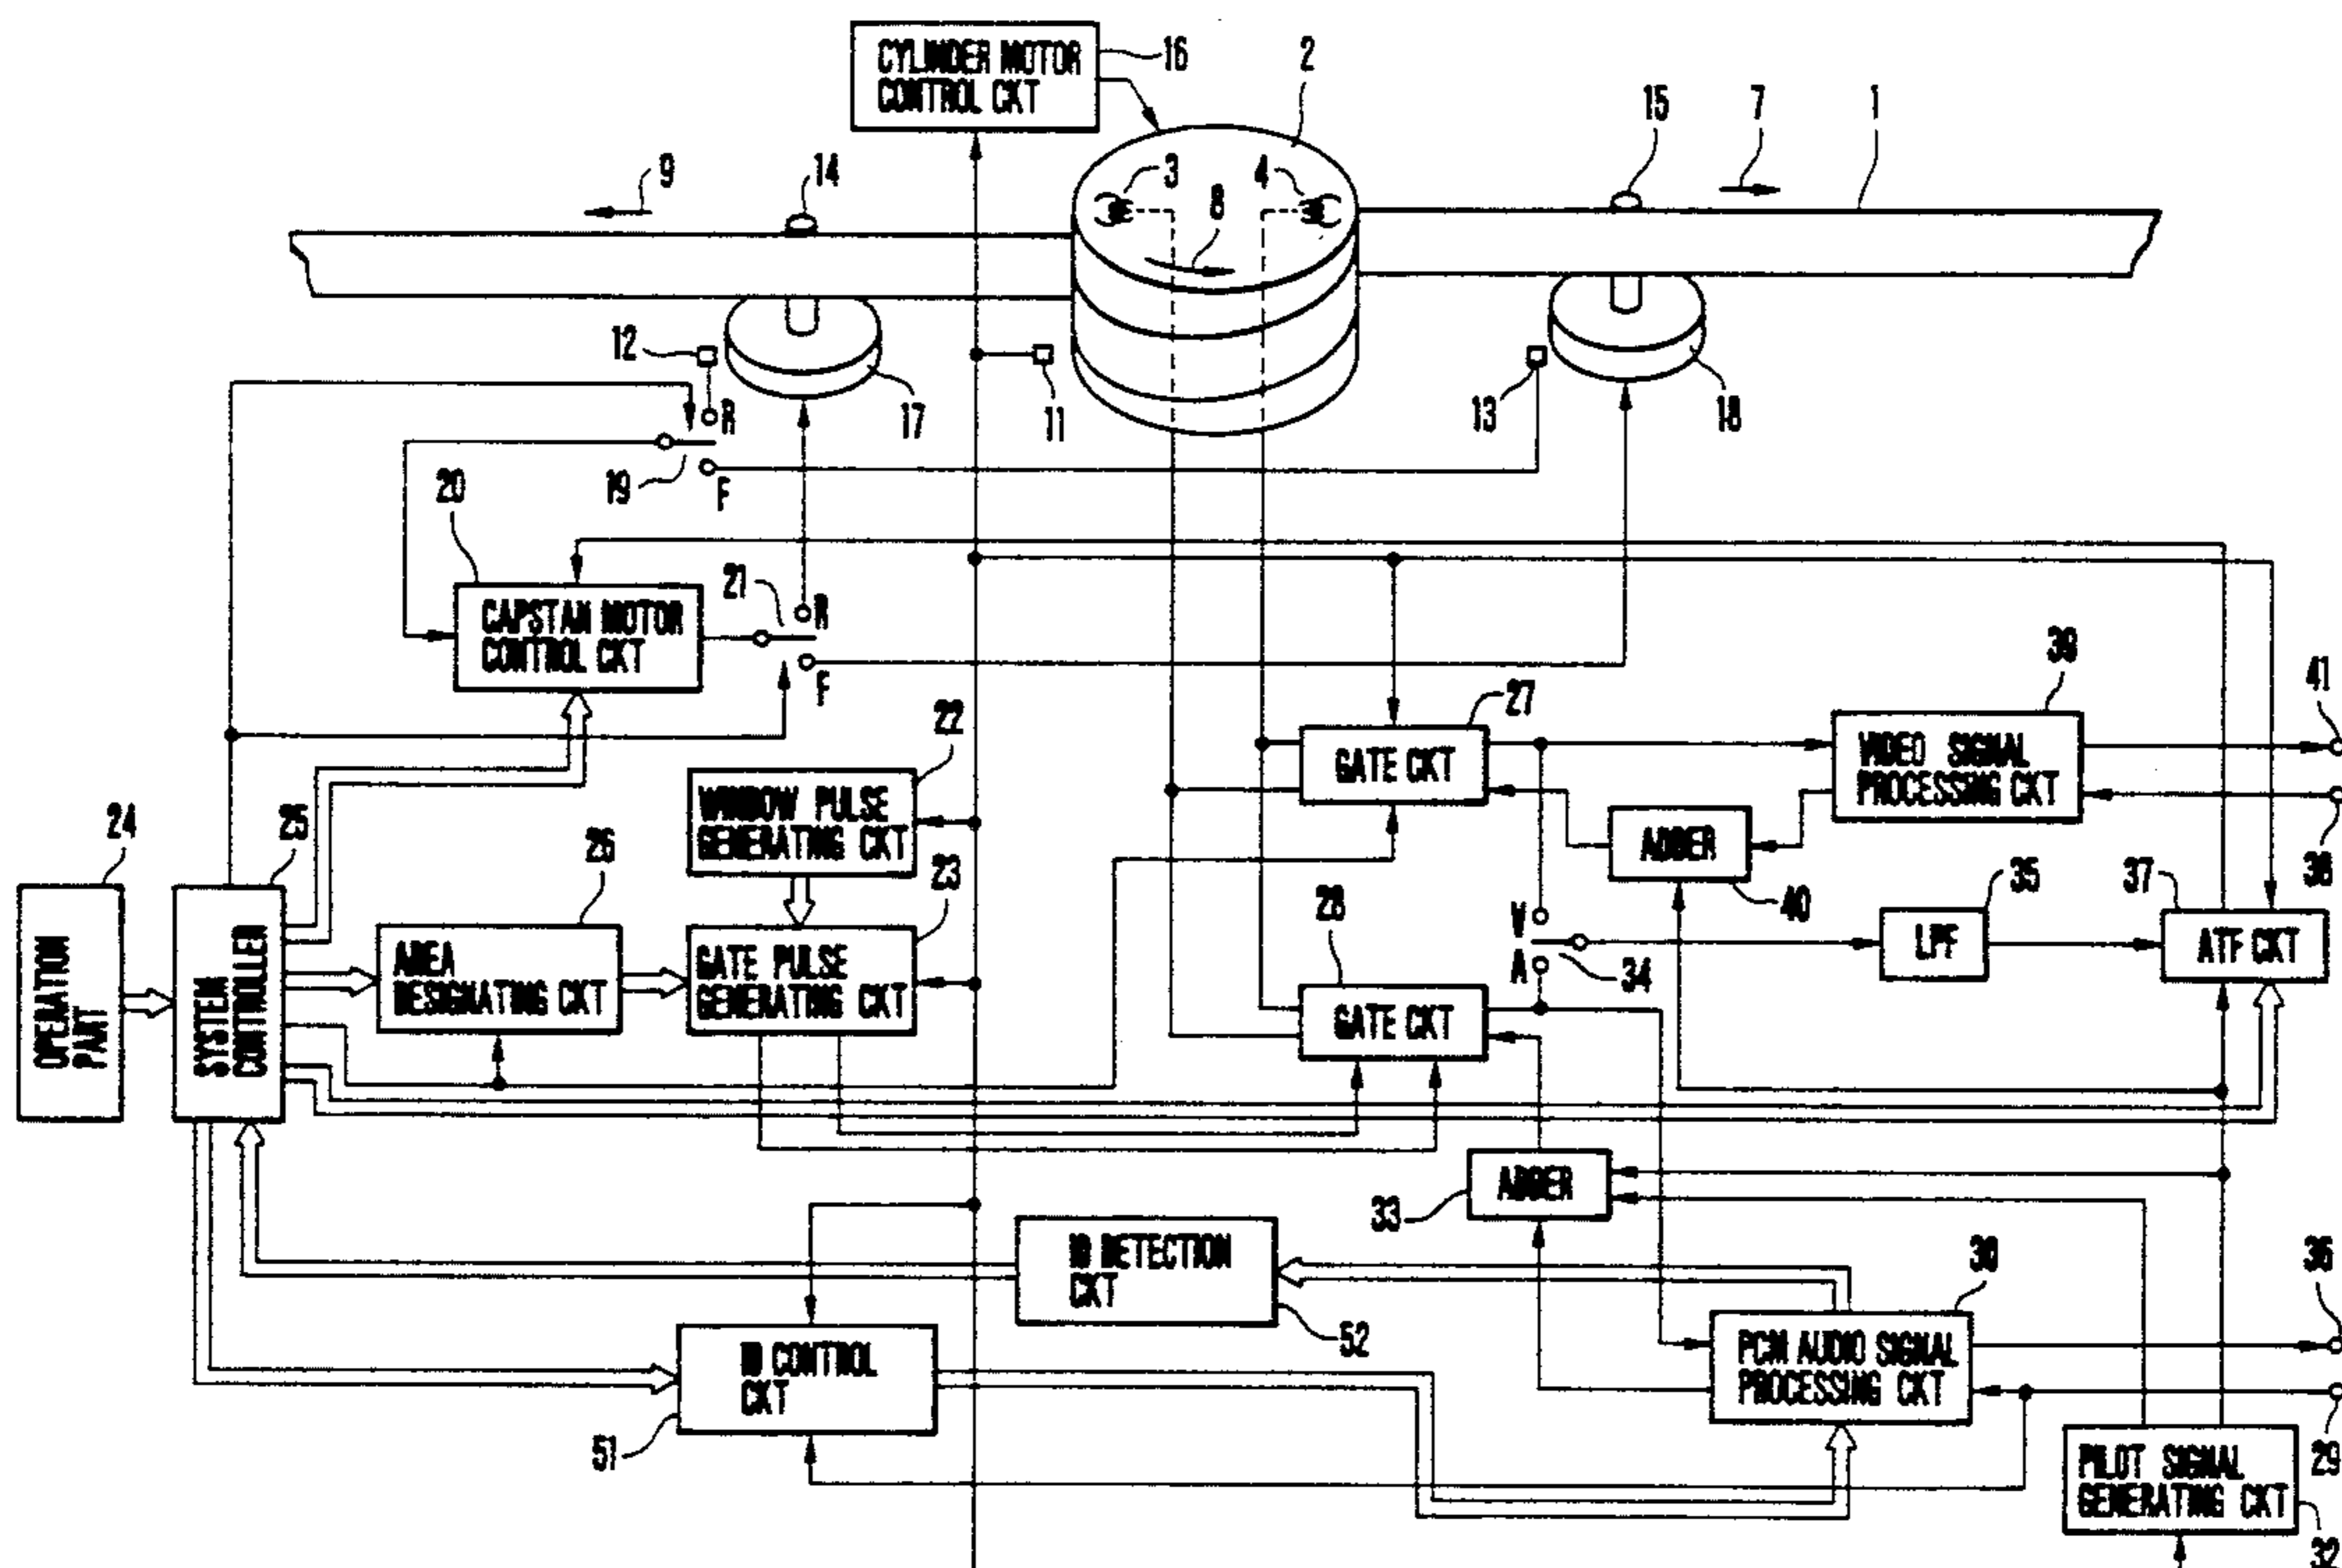 CYLINDER MOTOR
CONTROL CKT
16
2
15
7
1
9
14
3
4
8
12
R
17
11
13
18
19
F
20
21
R
CAPSTAN MOTOR
CONTROL CKT
F
27
39
41
22
GATE CKT
VIDEO SIGNAL
PROCESSING CKT
24
25
26
WINDOW PULSE
GENERATING CKT
23
ADDER
38
40
35
37
28
V
OPERATION
PART
SYSTEM
CONTROLLER
AREA
DESIGNATING CKT
GATE PULSE
GENERATING CKT
A
34
LPF
ATF CKT
GATE CKT
ADDER
33
ID DETECTION
CKT
30
36
52
ID CONTROL
CKT
PCM AUDIO SIGNAL
PROCESSING CKT
51
29
PILOT SIGNAL
GENERATING CKT
32